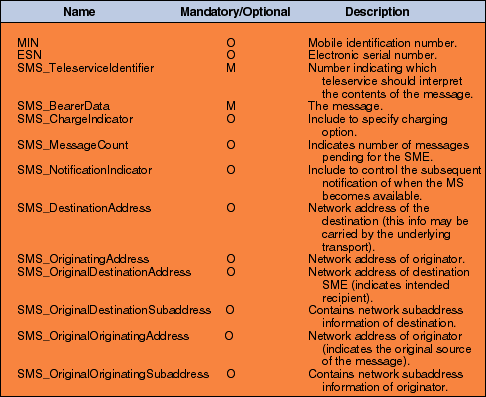 Name Mandatory/Optional Description
MIN O Mobile identification number.
ESN O Electronic serial number.
SMS_TeleserviceIdentifier M Number indicating which
teleservice should interpret
the contents of the message.
SMS_BearerData M The message.
SMS_ChargeIndicator O Include to specify charging
option.
SMS_MessageCount O Indicates number of messages
pending for the SME.
SMS_NotificationIndicator O Include to control the subsequent
notification of when the MS
becomes available.
SMS_DestinationAddress O Network address of the
destination (this info may be
carried by the underlying
transport).
SMS_OriginatingAddress O Network address of originator.
SMS_OriginalDestinationAddress O Network address of destination
SME (indicates intended
recipient).
SMS_OriginalDestinationSubaddress O Contains network subaddress
information of destination.
SMS_OriginalOriginatingAddress O Network address of originator
(indicates the original source
of the message).
SMS_OriginalOriginatingSubaddress O Contains network subaddress
information of originator.